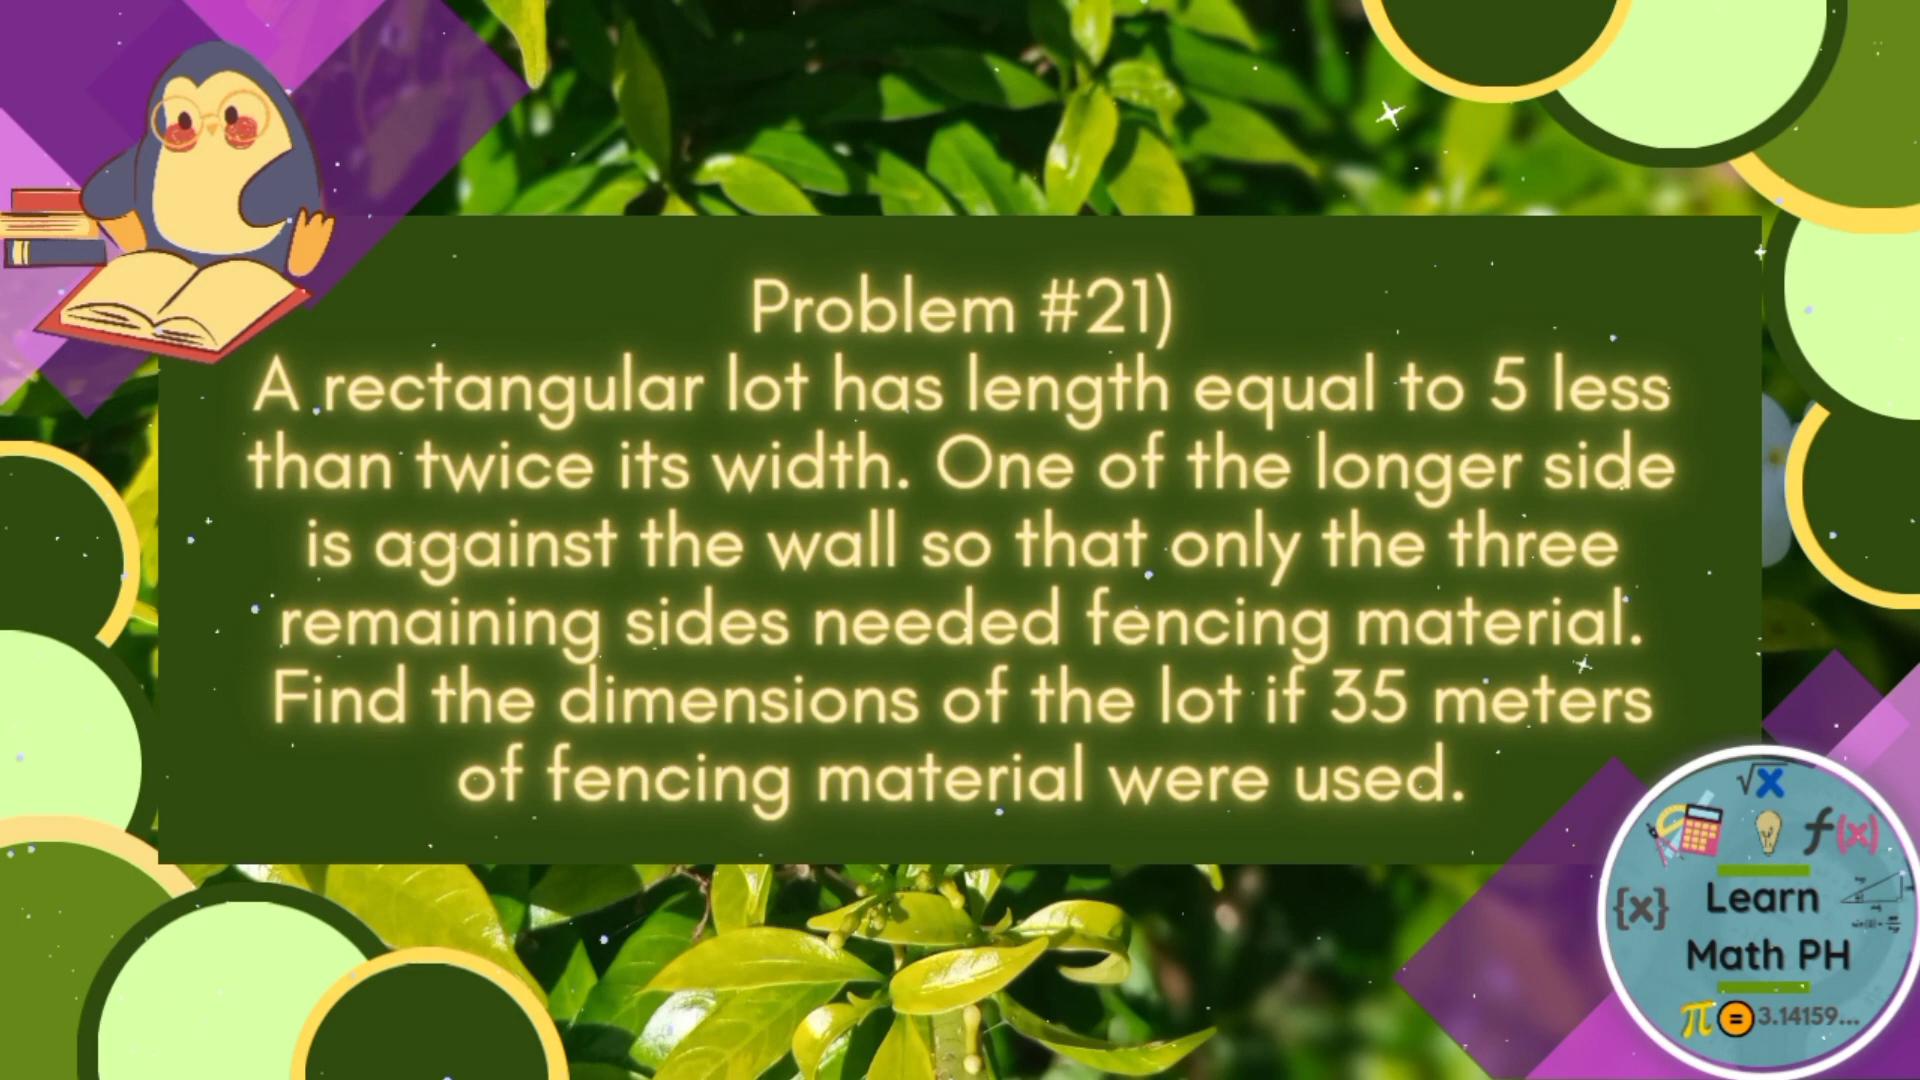 Problem #21)
A rectangular lot has length equal to 5 less
than twice its width. One of the longer side
is against the wall so that only the three
remaining sides needed fencing material.
Find the dimensions of the lot if 35 meters
of fencing material were used.
√x
f(x)
{x}
Learn
Math PH
π = 3.14159...